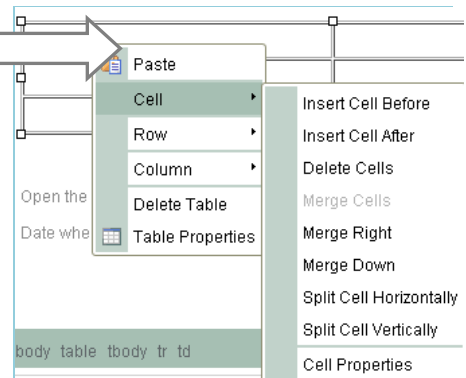 Paste
Cell
Row
Column
Delete Table
Table Properties
Insert Cell Before
Insert Cell After
Delete Cells
Merge Cells
Merge Right
Merge Down
Split Cell Horizontally
Split Cell Vertically
Cell Properties
Open the
Date whe
body table tbody tr td